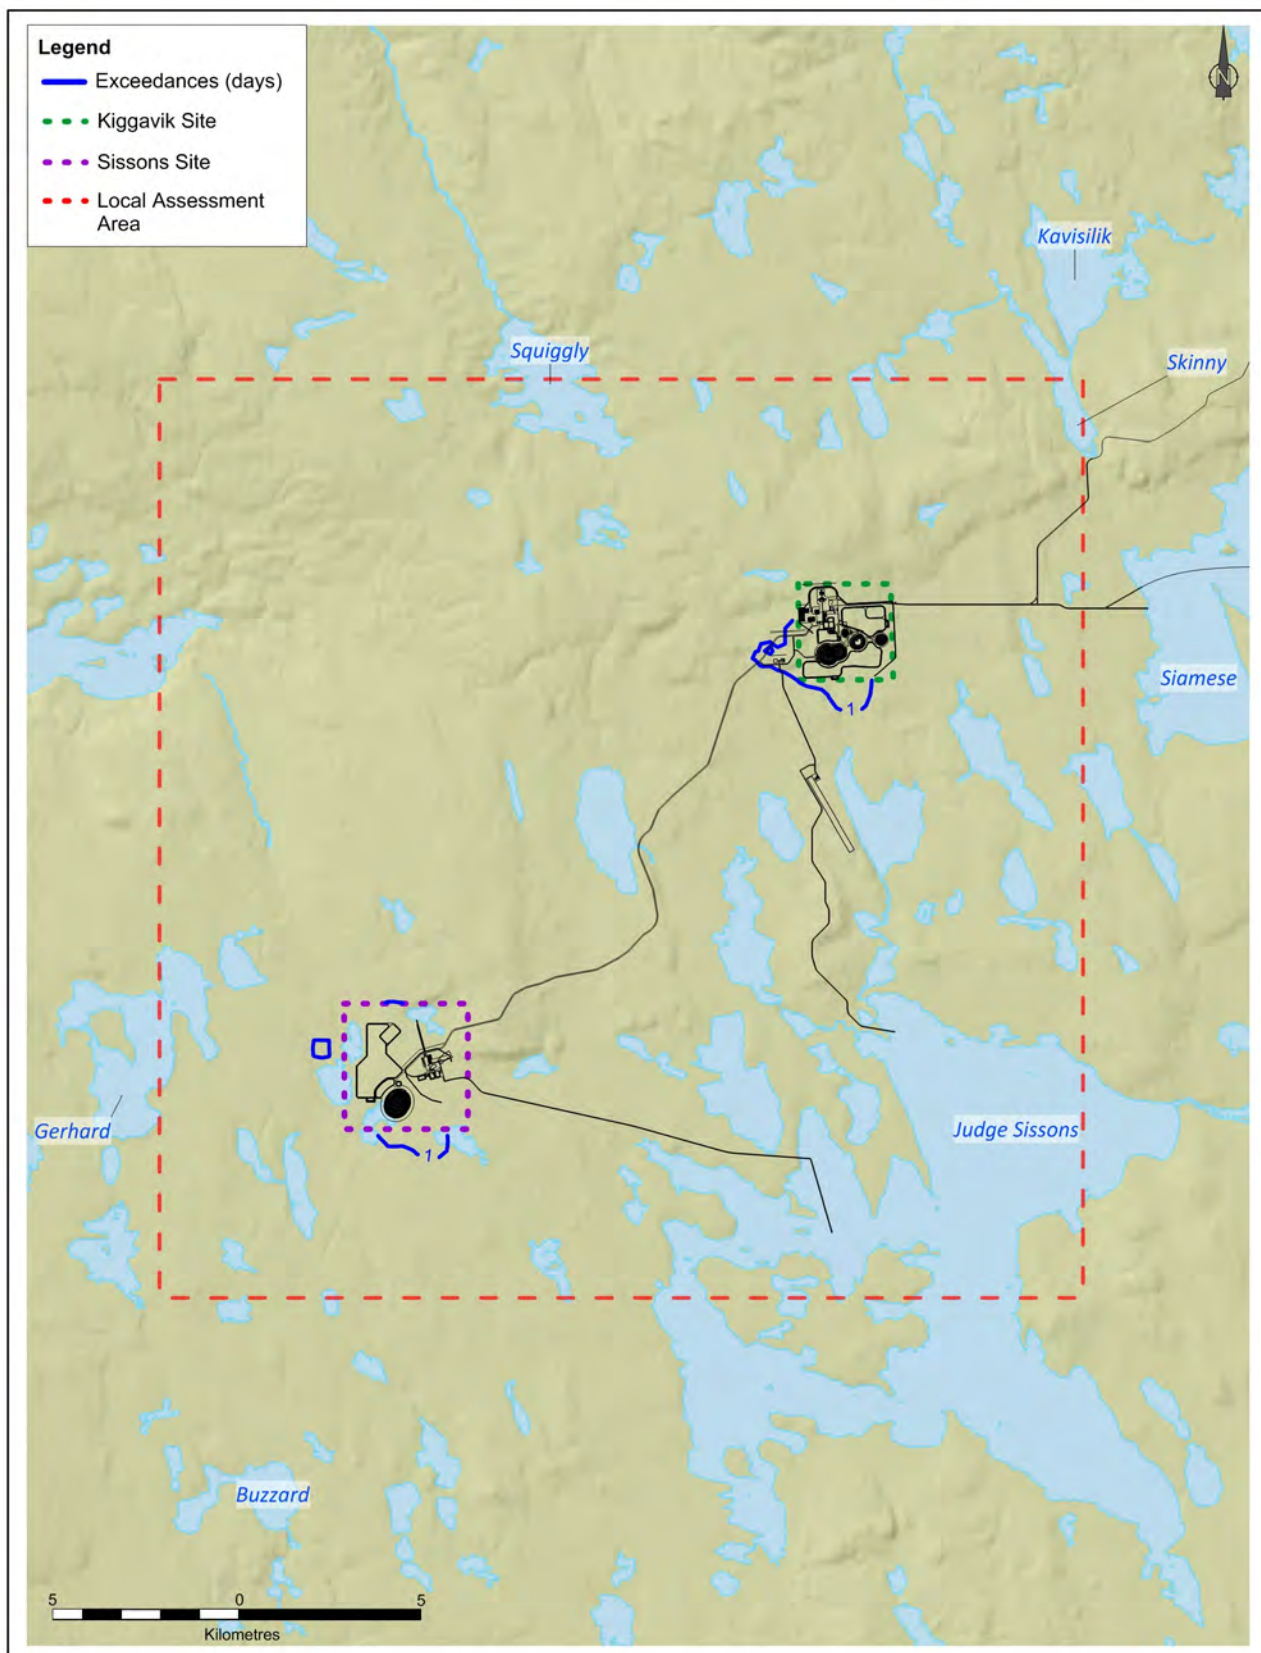 Legend
Exceedances (days)
Kiggavik Site
Sissons Site
Local Assessment
Area
N
Kavisilik
Squiggly
Skinny
Siamese
1
Gerhard
1
Judge Sissons
Buzzard
5 0 5
Kilometres